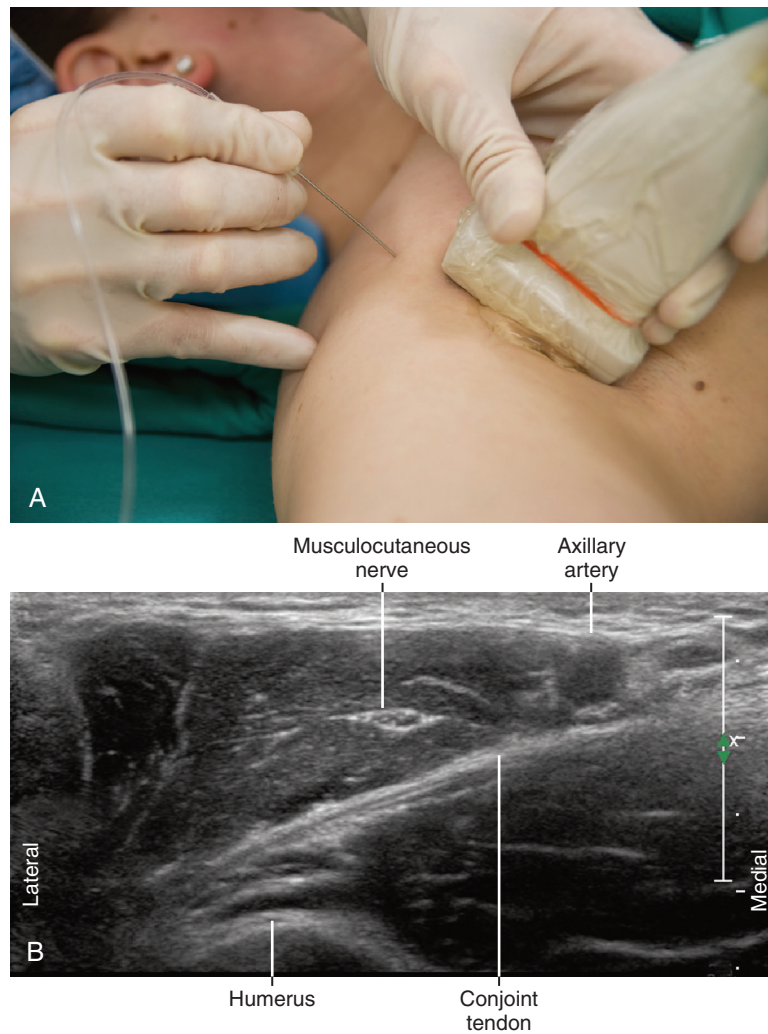 A
Musculocutaneous
nerve
Axillary
artery
x
Lateral
Medial
B
Humerus
Conjoint
tendon